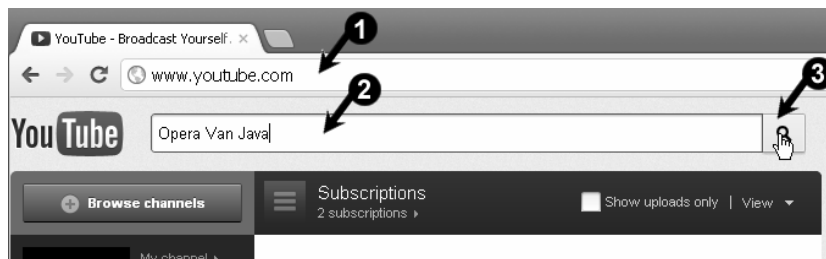 YouTube - Broadcast Yourself.
1
www.youtube.com
2
3
YouTube
Opera Van Java
Browse channels
Subscriptions
2 subscriptions
Show uploads only | View
My channel